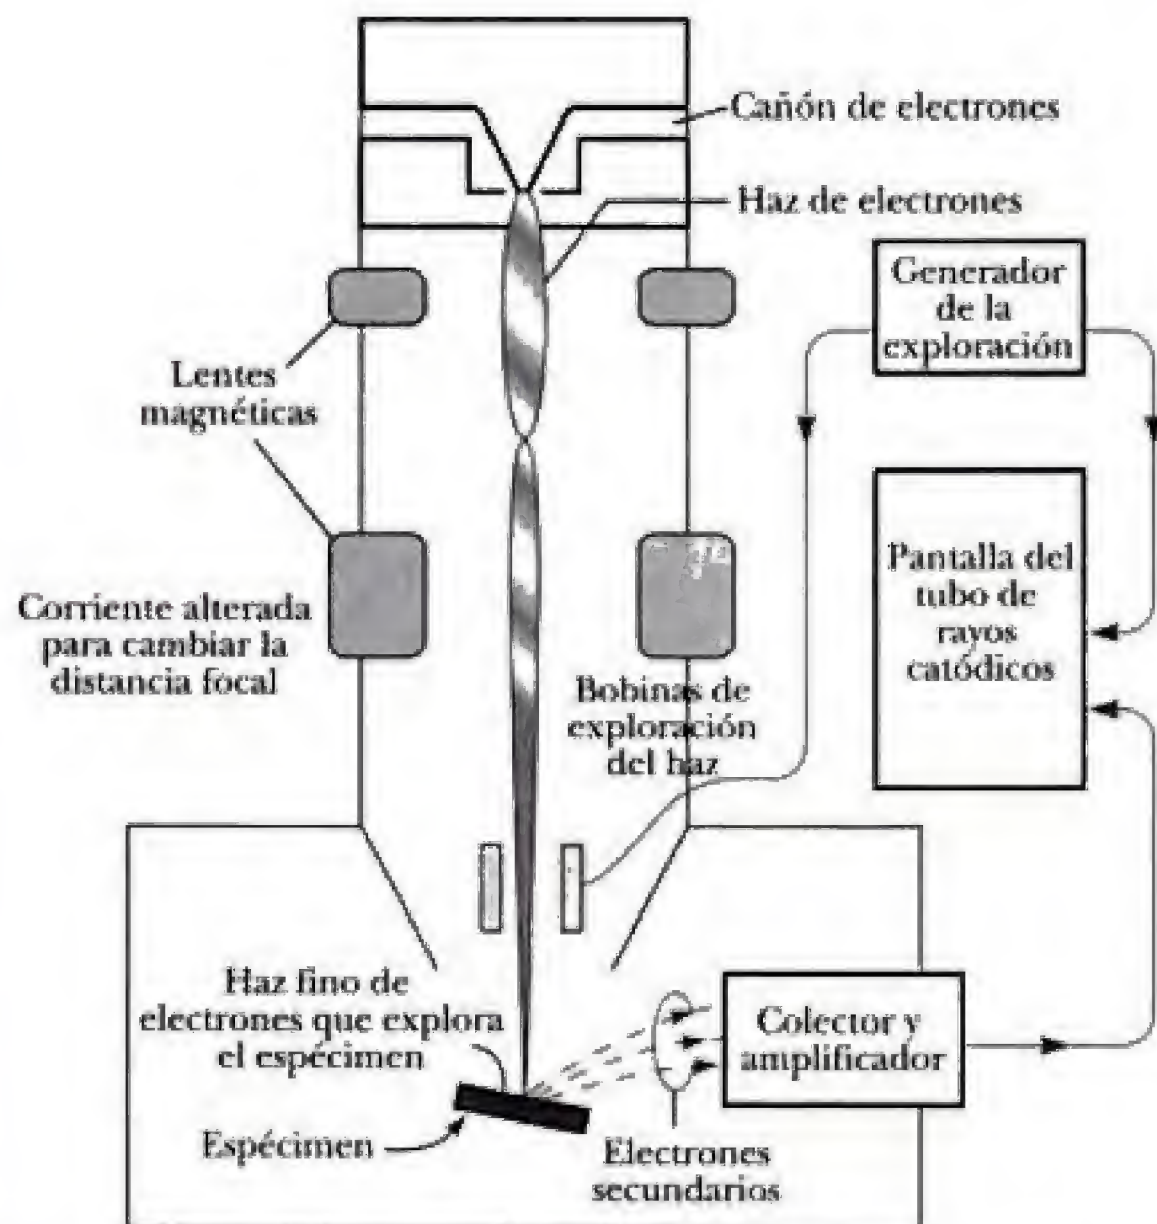 Cañón de electrones
Haz de electrones
Generador
de la
exploración
Lentes
magnéticas
Pantalla del
tubo de
rayos
catódicos
Corriente alterada
para cambiar la
distancia focal
Bobinas de
exploración
del haz
Haz fino de
electrones que explora
el espécimen
Colector y
amplificador
Espécimen
Electrones
secundarios